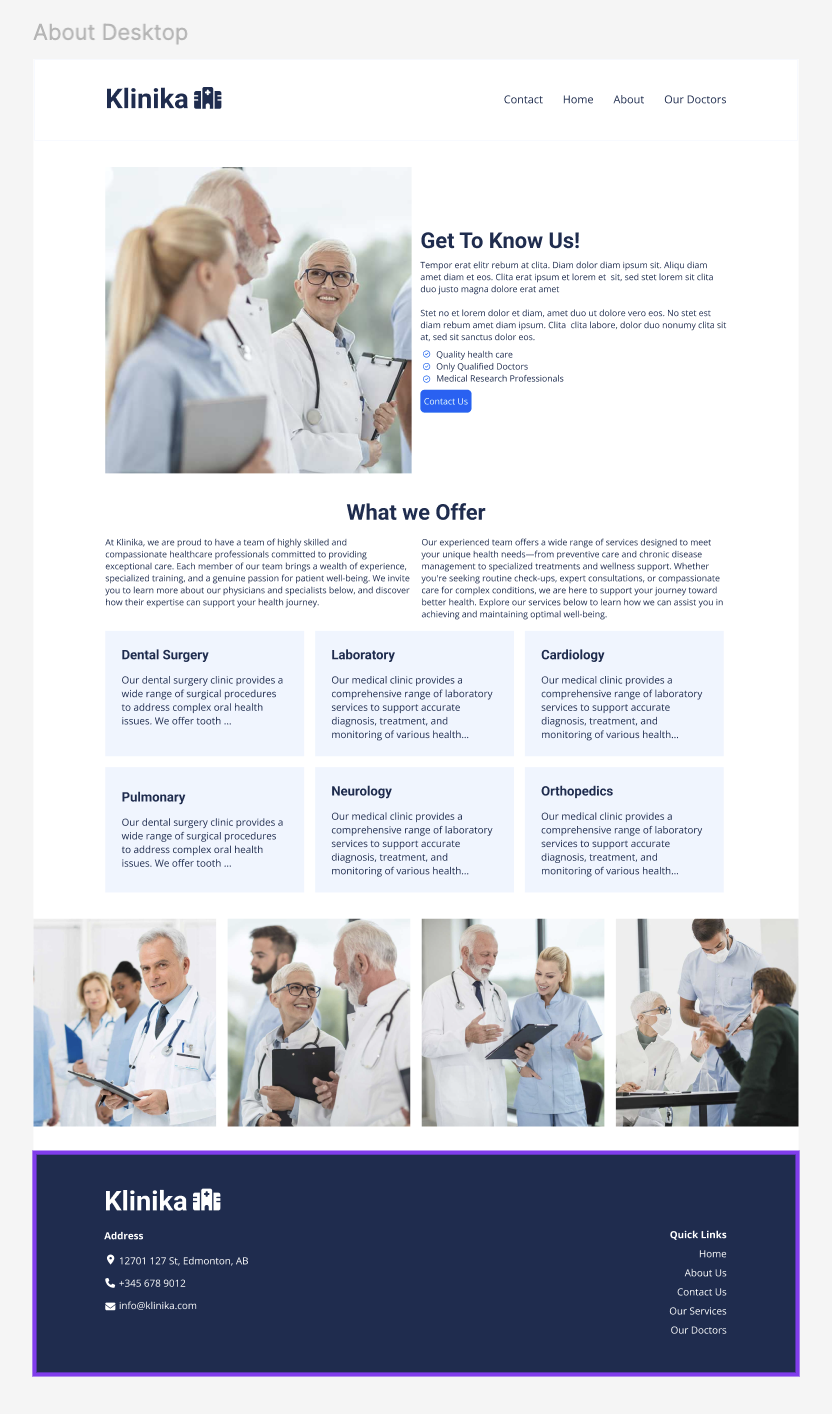 About Desktop
Klinika
Contact Home About Our Doctors
Get To Know Us!
Tempor erat elitr rebum at clita. Diam dolor diam ipsum sit. Aliqu diam
amet diam et eos. Clita erat ipsum et lorem et  sit, sed stet lorem sit clita
duo justo magna dolore erat amet
Stet no et lorem dolor et diam, amet duo ut dolore vero eos. No stet est
diam rebum amet diam ipsum. Clita  clita labore, dolor duo nonumy clita sit
at, sed sit sanctus dolor eos.
Quality health care
Only Qualified Doctors
Medical Research Professionals
Contact Us
What we Offer
At Klinika, we are proud to have a team of highly skilled and
compassionate healthcare professionals committed to providing
exceptional care. Each member of our team brings a wealth of experience,
specialized training, and a genuine passion for patient well-being. We invite
you to learn more about our physicians and specialists below, and discover
how their expertise can support your health journey.
Our experienced team offers a wide range of services designed to meet
your unique health needs—from preventive care and chronic disease
management to specialized treatments and wellness support. Whether
you're seeking routine check-ups, expert consultations, or compassionate
care for complex conditions, we are here to support your journey toward
better health. Explore our services below to learn how we can assist you in
achieving and maintaining optimal well-being.
Dental Surgery
Our dental surgery clinic provides a
wide range of surgical procedures
to address complex oral health
issues. We offer tooth ...
Laboratory
Our medical clinic provides a
comprehensive range of laboratory
services to support accurate
diagnosis, treatment, and
monitoring of various health...
Cardiology
Our medical clinic provides a
comprehensive range of laboratory
services to support accurate
diagnosis, treatment, and
monitoring of various health...
Pulmonary
Our dental surgery clinic provides a
wide range of surgical procedures
to address complex oral health
issues. We offer tooth ...
Neurology
Our medical clinic provides a
comprehensive range of laboratory
services to support accurate
diagnosis, treatment, and
monitoring of various health...
Orthopedics
Our medical clinic provides a
comprehensive range of laboratory
services to support accurate
diagnosis, treatment, and
monitoring of various health...
Klinika
Address
12701 127 St, Edmonton, AB
+345 678 9012
info@klinika.com
Quick Links
Home
About Us
Contact Us
Our Services
Our Doctors